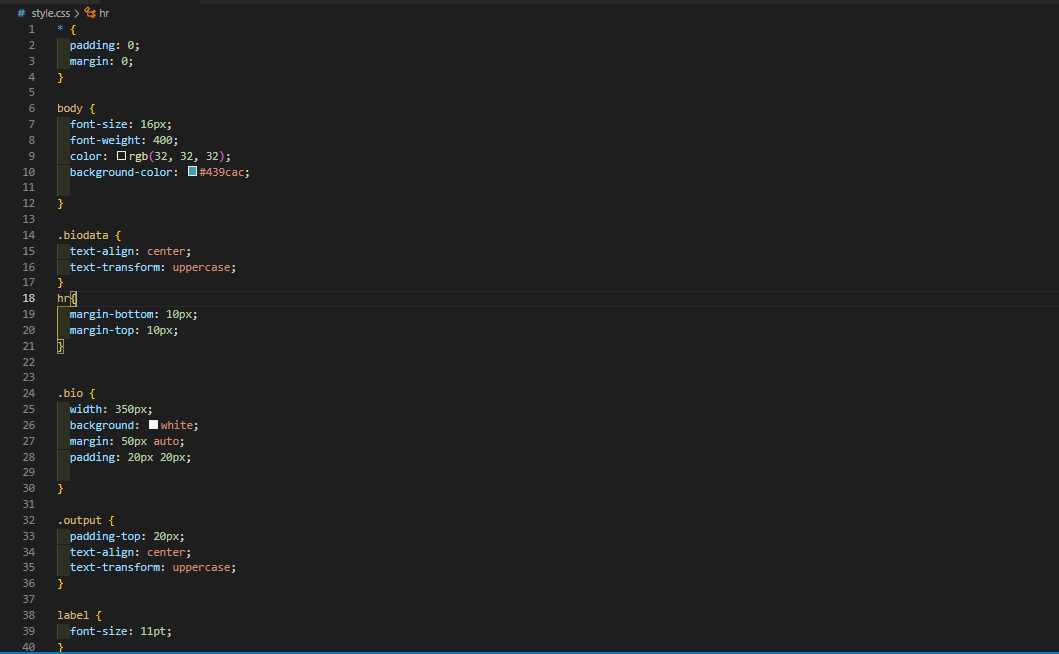 # style.css > hr
1 * {
2 padding: 0;
3 margin: 0;
4 }
5
6 body {
7 font-size: 16px;
8 font-weight: 400;
9 color: rgb(32, 32, 32);
10 background-color: #439cac;
11
12 }
13
14 .biodata {
15 text-align: center;
16 text-transform: uppercase;
17 }
18 hr{
19 margin-bottom: 10px;
20 margin-top: 10px;
21 }
22
23
24 .bio {
25 width: 350px;
26 background: white;
27 margin: 50px auto;
28 padding: 20px 20px;
29
30 }
31
32 .output {
33 padding-top: 20px;
34 text-align: center;
35 text-transform: uppercase;
36 }
37
38 label {
39 font-size: 11pt;
40 }